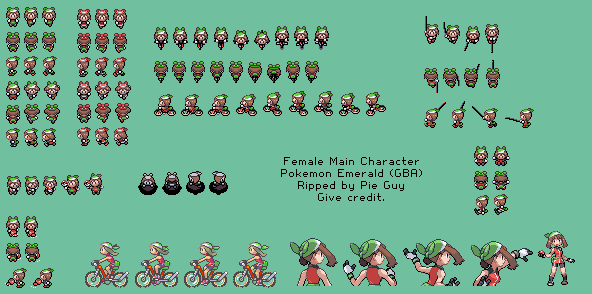 Female Main Character
Pokemon Emerald (GBA)
Ripped by Pie Guy
Give credit.